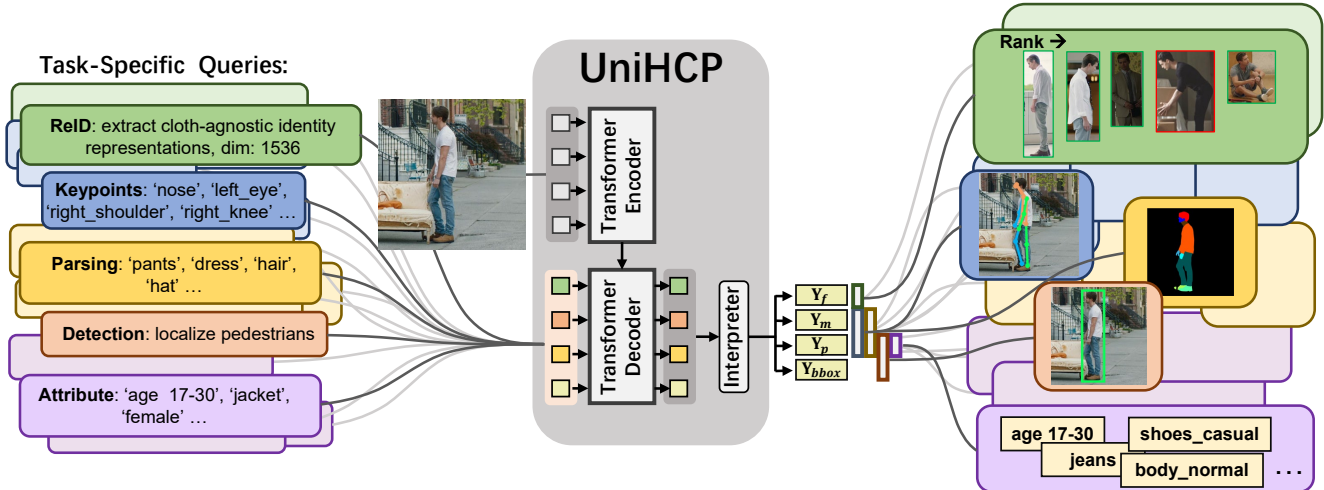 Task-Specific Queries:
ReID: extract cloth-agnostic identity
representations, dim: 1536
Keypoints: ‘nose’, ‘left_eye’,
‘right_shoulder’, ‘right_knee’ …
Parsing: ‘pants’, ‘dress’, ‘hair’,
‘hat’ …
Detection: localize pedestrians
Attribute: ‘age 17-30’, ‘jacket’,
‘female’ …
UniHCP
Transformer
Encoder
Transformer
Decoder
Interpreter
Y_f
Y_m
Y_p
Y_bbox
Rank →
age 17-30
shoes_casual
jeans
body_normal
...